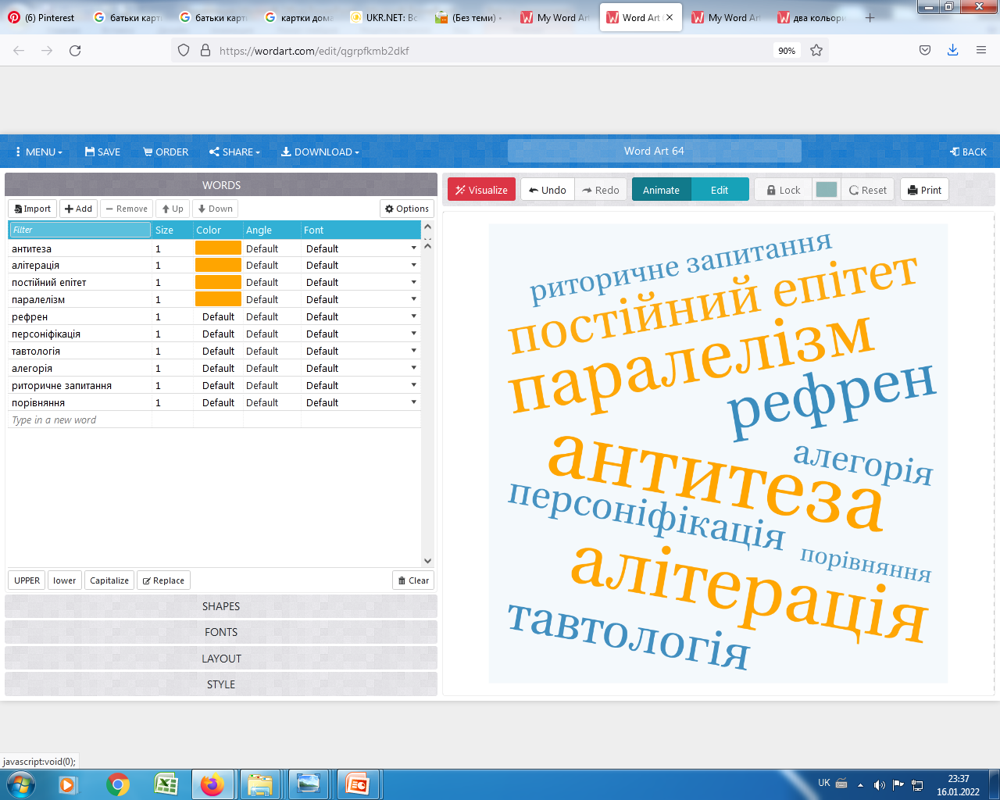 (6) Pinterest
батьки карт
батьки карт
картки дома
UKR.NET: Во
(Без теми) •
My Word Ar
Word Art
My Word Ar
два кольори
https://wordart.com/edit/qgrpfkmb2dkf
90%
MENU
SAVE
ORDER
SHARE
DOWNLOAD
Word Art 64
BACK
WORDS
Import
Add
Remove
Up
Down
Options
Filter Size Color Angle Font
антитеза 1 Default Default
алітерація 1 Default Default
постійний епітет 1 Default Default
паралелізм 1 Default Default
рефрен 1 Default Default Default
персоніфікація 1 Default Default Default
тавтологія 1 Default Default Default
алегорія 1 Default Default Default
риторичне запитання 1 Default Default Default
порівняння 1 Default Default Default
Type in a new word
UPPER
lower
Capitalize
Replace
Clear
SHAPES
FONTS
LAYOUT
STYLE
Visualize
Undo
Redo
Animate
Edit
Lock
Reset
Print
риторичне запитання
постійний епітет
паралелізм
рефрен
антитеза
алегорія
персоніфікація
порівняння
алітерація
тавтологія
javascript:void(0);
UK
23:37
16.01.2022